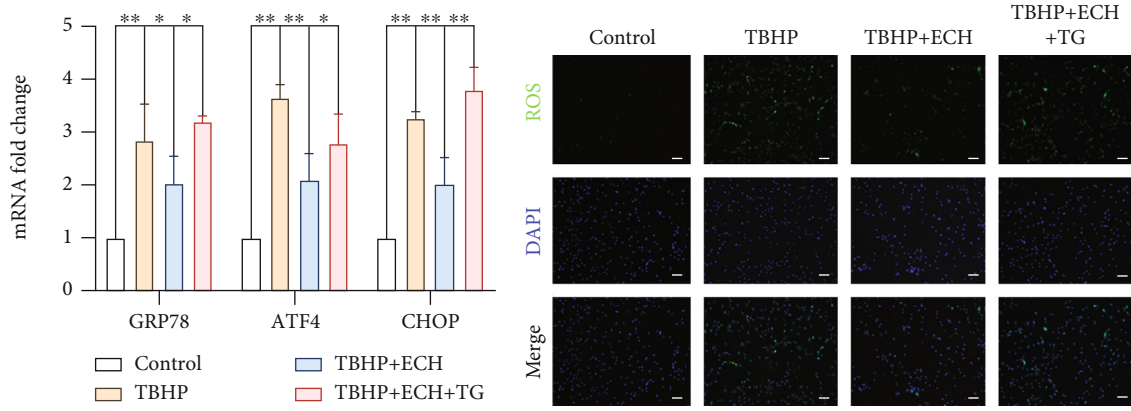 mRNA fold change
5
4
3
2
1
0
** * *
** ** *
** ** **
GRP78 ATF4 CHOP
Control
TBHP
TBHP+ECH
TBHP+ECH+TG
Control TBHP TBHP+ECH TBHP+ECH
+TG
ROS
DAPI
Merge